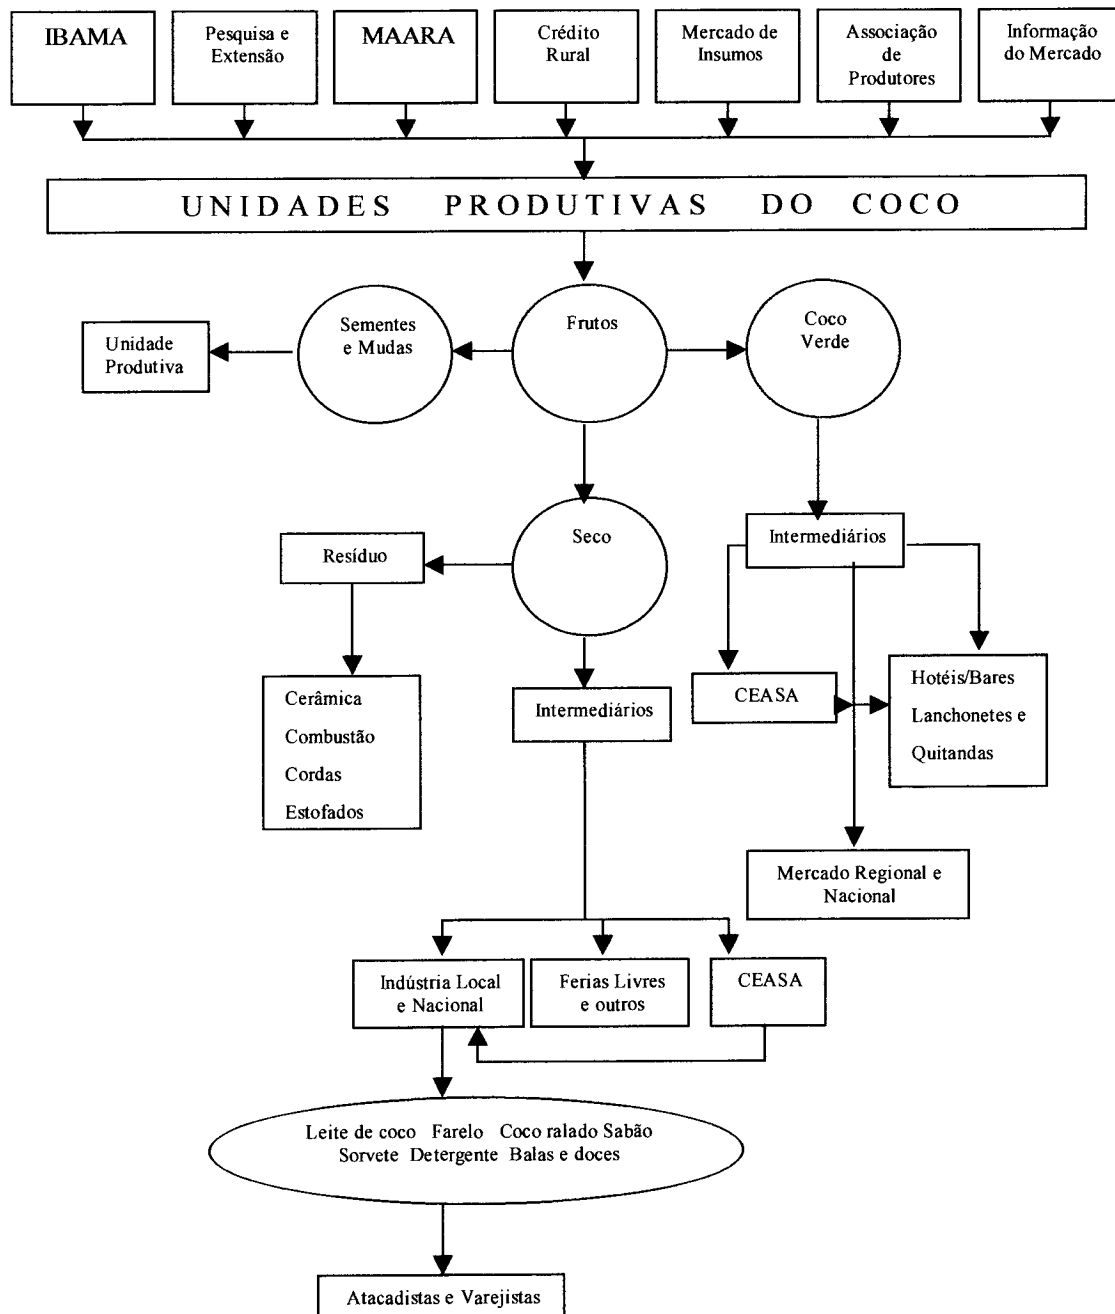 IBAMA
Pesquisa e
Extensão
MAARA
Crédito
Rural
Mercado de
Insumos
Associação
de
Produtores
Informação
do Mercado
UNIDADES PRODUTIVAS DO COCO
Sementes
e Mudas
Frutos
Coco
Verde
Unidade
Produtiva
Seco
Intermediários
Resíduo
Cerâmica
Combustão
Cordas
Estofados
Intermediários
CEASA
Hotéis/Bares
Lanchonetes e
Quitandas
Mercado Regional e
Nacional
Indústria Local
e Nacional
Ferias Livres
e outros
CEASA
Leite de coco Farelo Coco ralado Sabão
Sorvete Detergente Balas e doces
Atacadistas e Varejistas